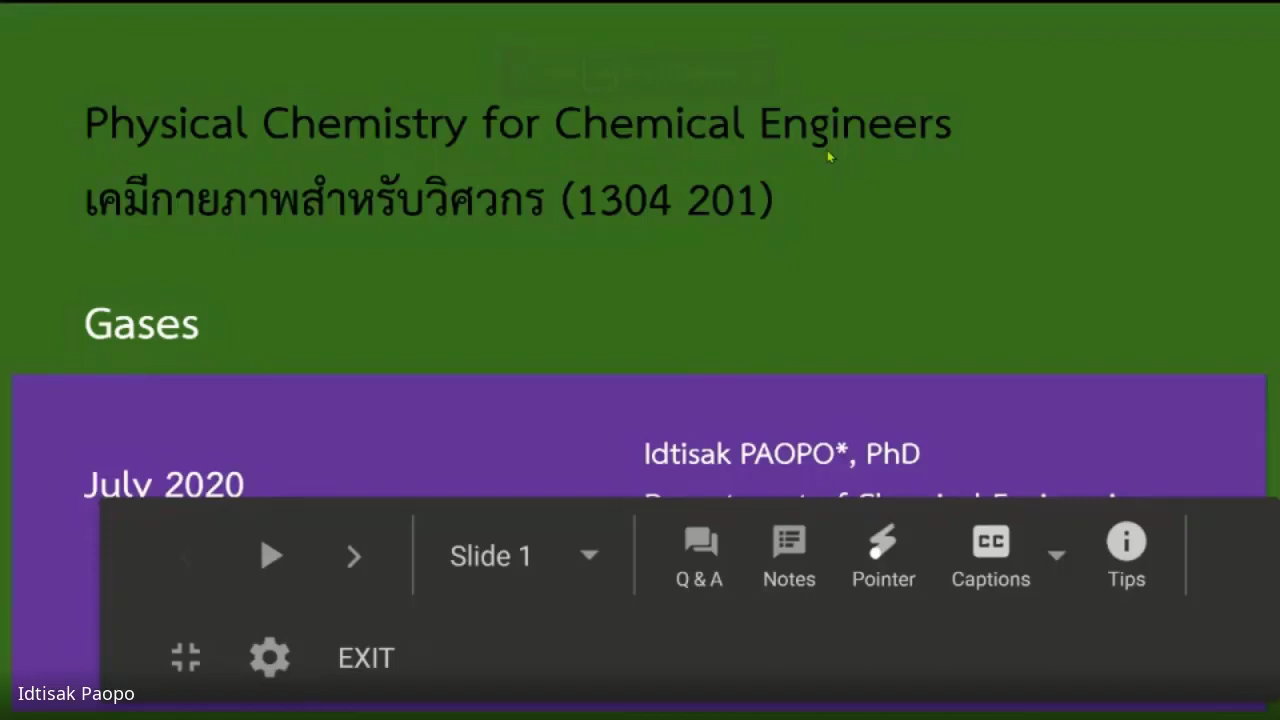 Physical Chemistry for Chemical Engineers
เคมีกายภาพสำหรับวิศวกร (1304 201)
Gases
Idtisak PAOPO*, PhD
July 2020
Slide 1
Q & A
Notes
Pointer
CC
Captions
Tips
EXIT
Idtisak Paopo